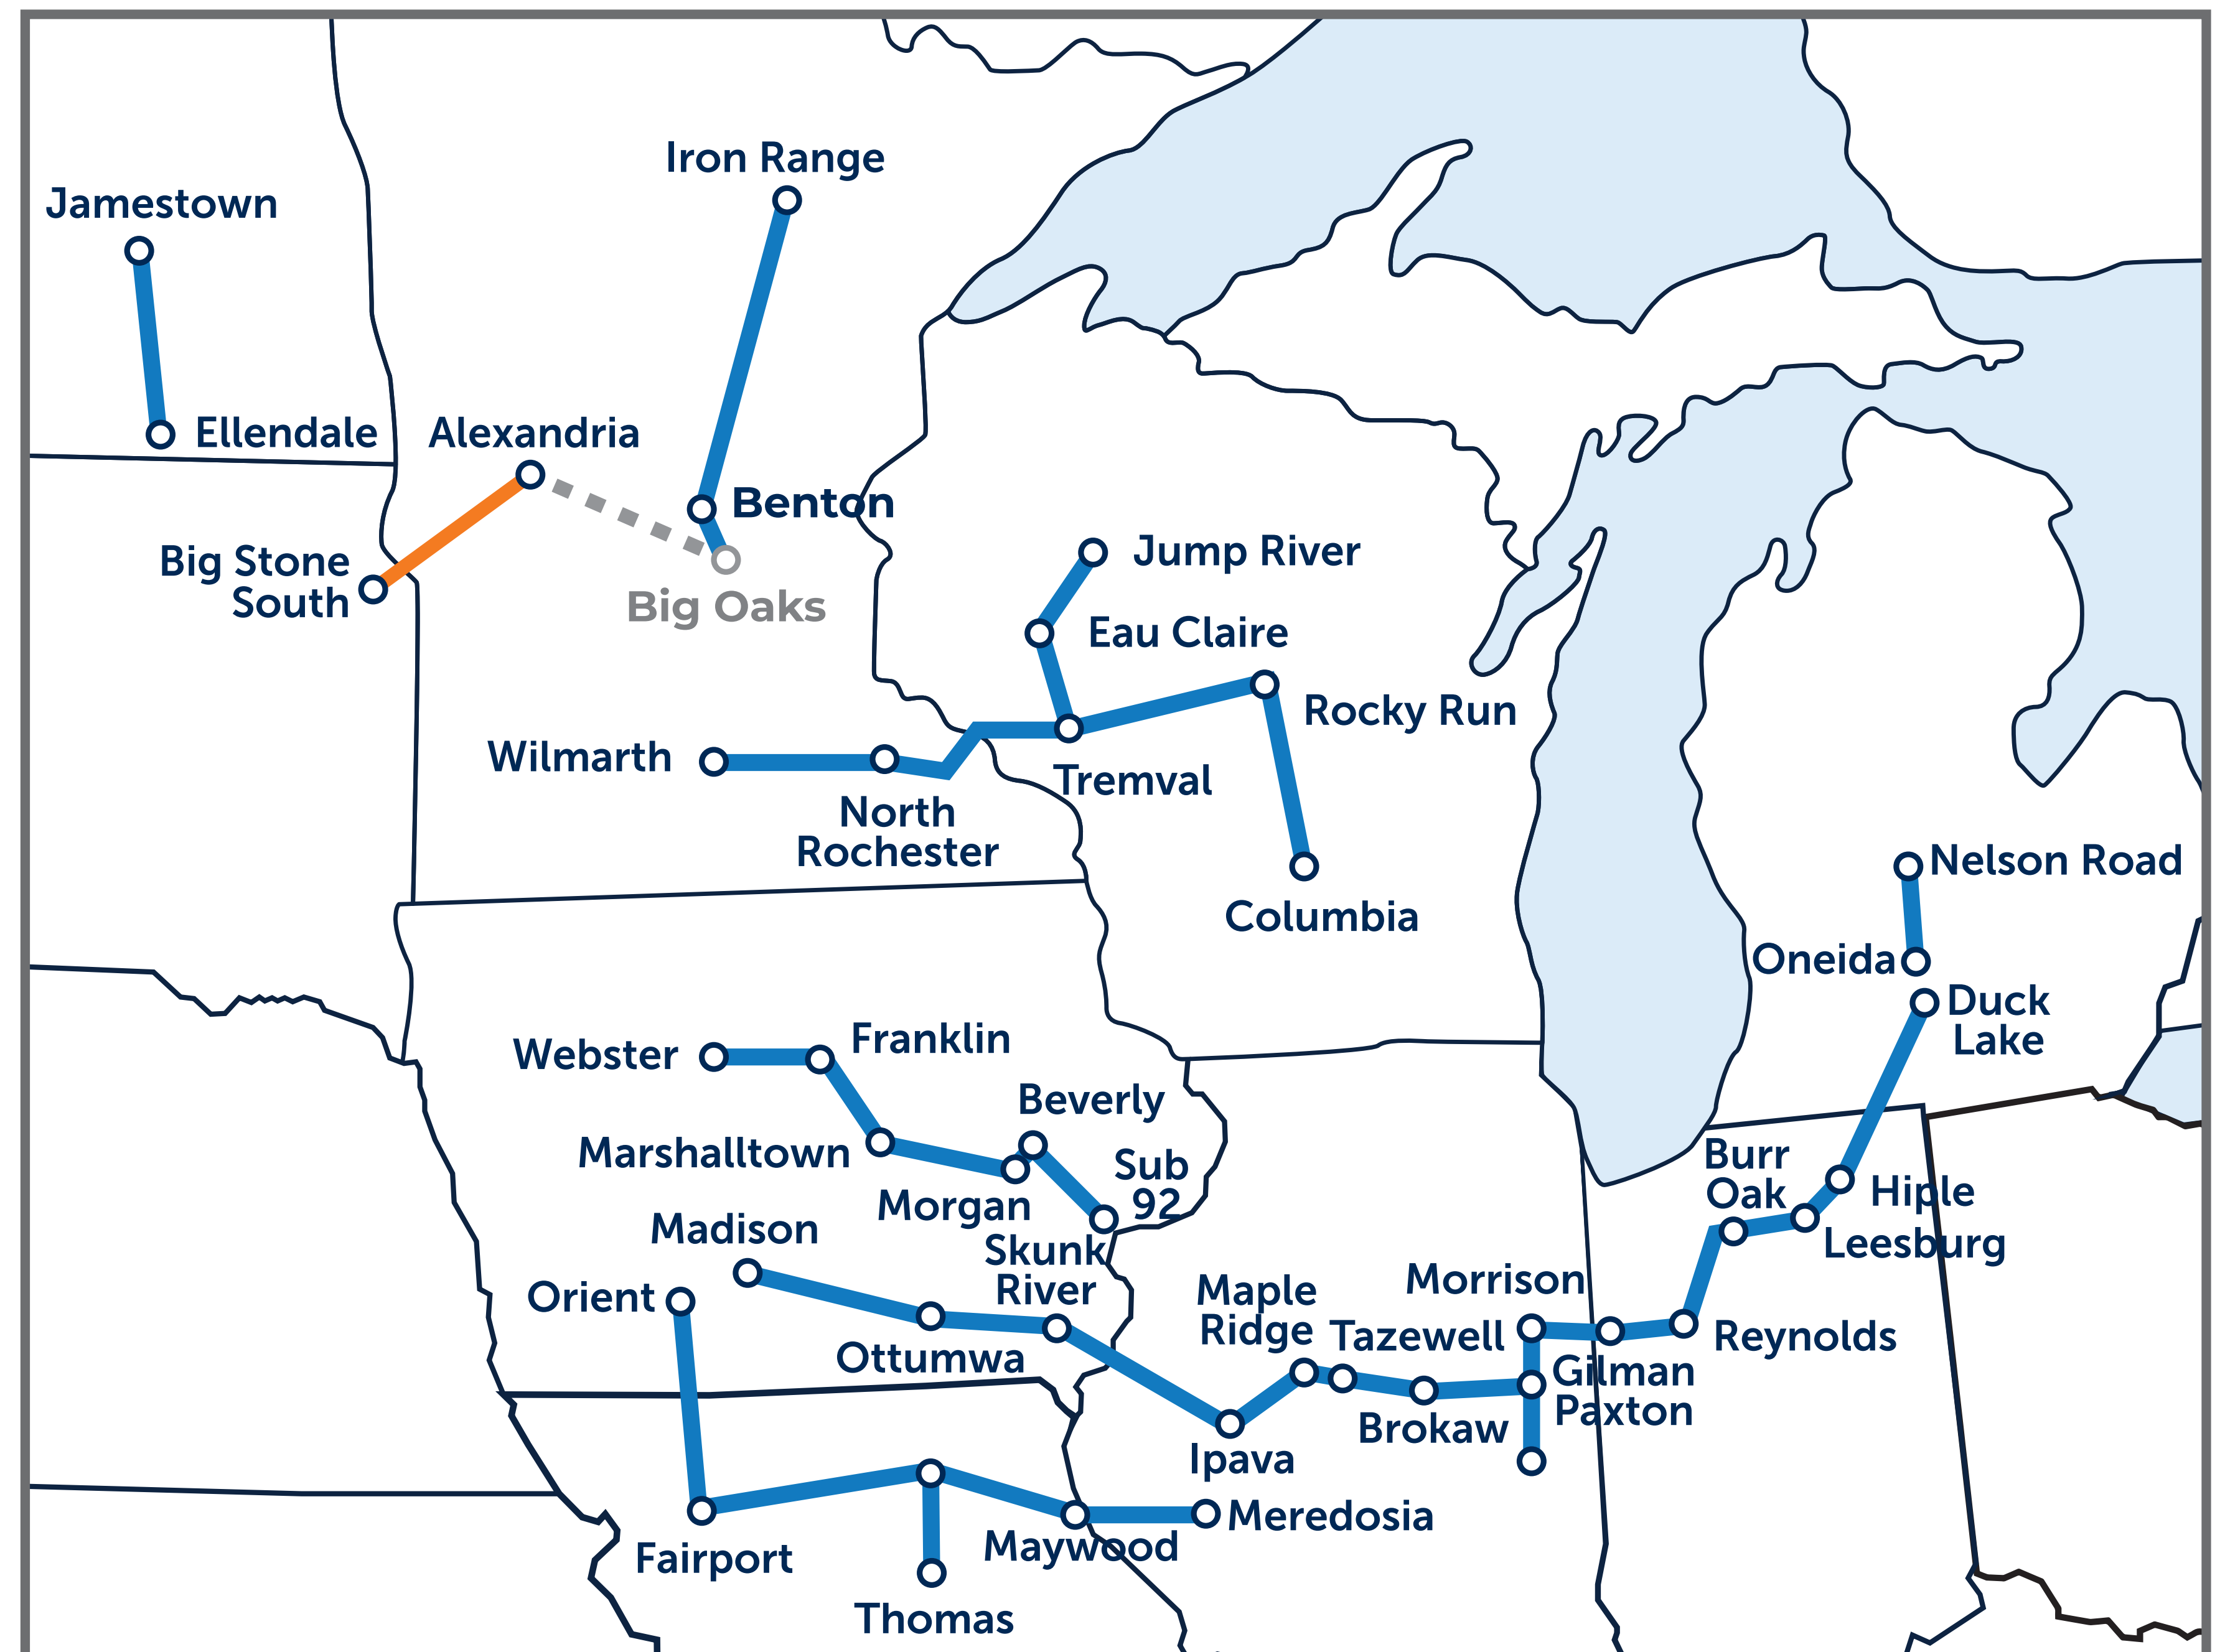 Iron Range
Jamestown
Ellendale
Alexandria
Benton
Big Stone
South
Big Oaks
Jump River
Eau Claire
Rocky Run
Wilmarth
Tremval
North
Rochester
Columbia
Nelson Road
Oneida
Duck
Lake
Webster
Franklin
Beverly
Marshalltown
Sub
92
Morgan
Burr
Oak
Hiple
Leesburg
Madison
Skunk
River
Orient
Ottumwa
Maple
Ridge
Morrison
Tazewell
Reynolds
Gilman
Paxton
Brokaw
Ipava
Meredosia
Maywood
Fairport
Thomas